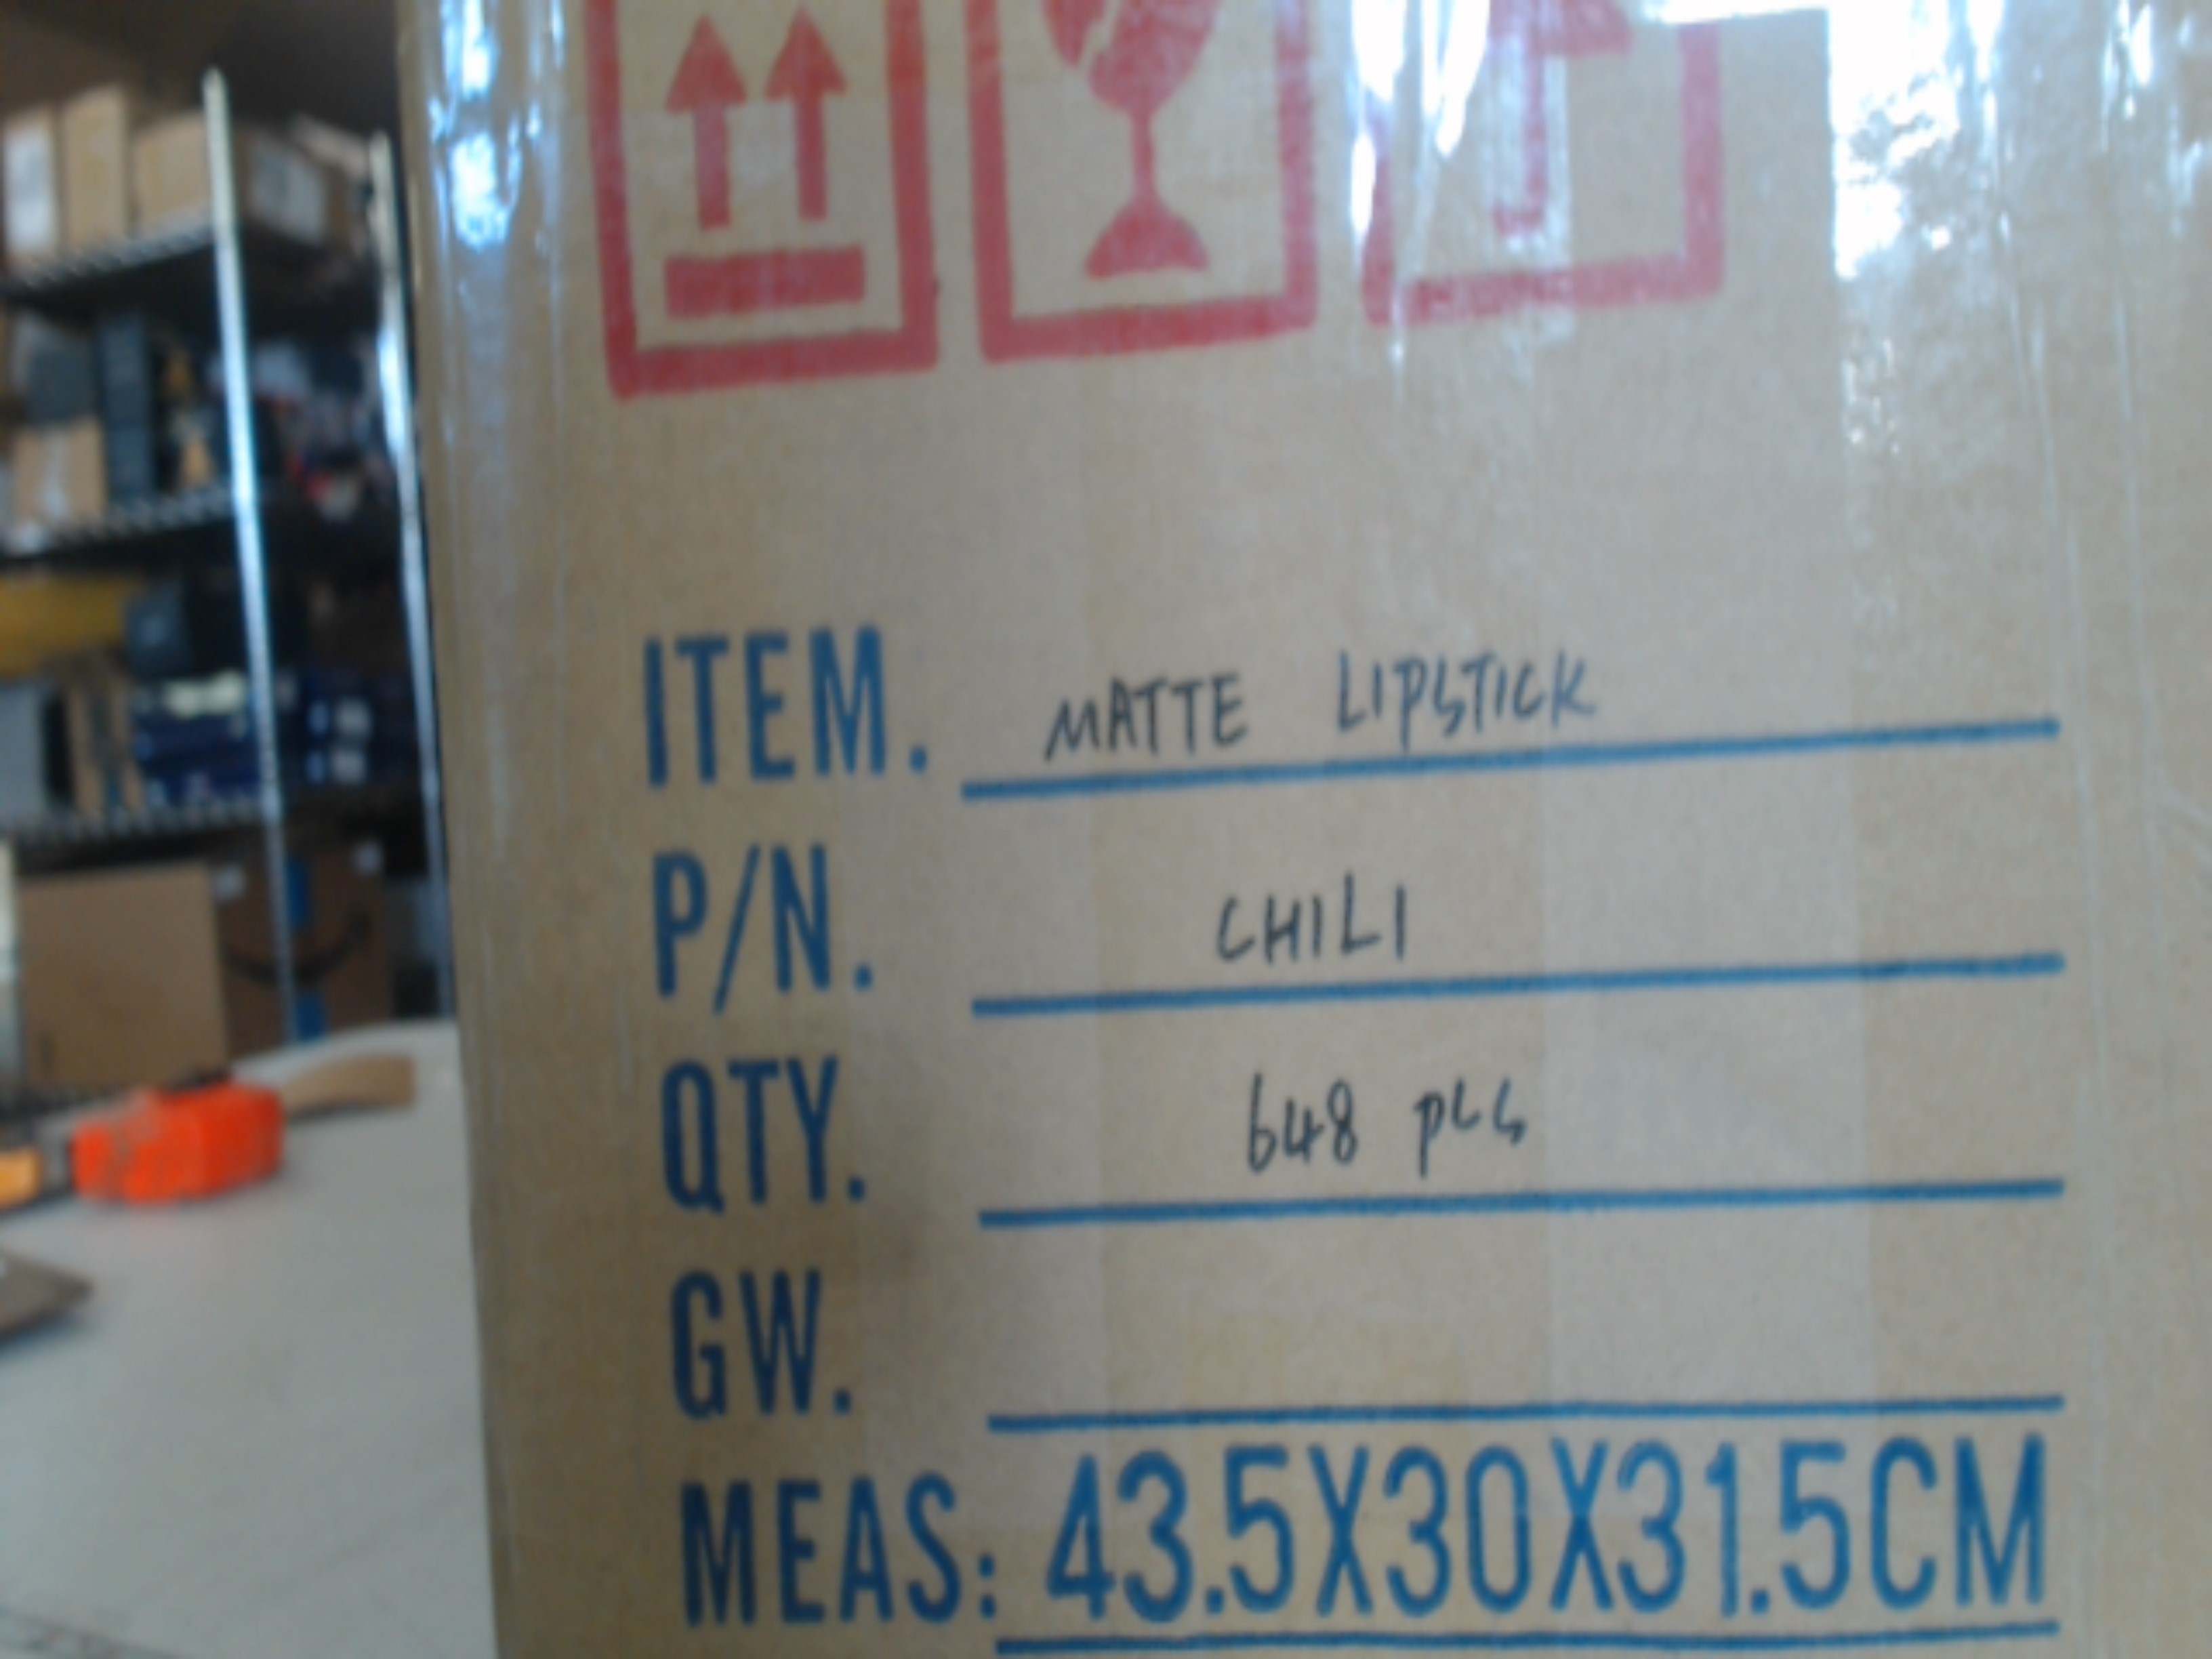 ITEM. MATTE LIPSTICK
P/N. CHILI
QTY. 648 pcs
GW.
MEAS: 43.5X30X31.5CM